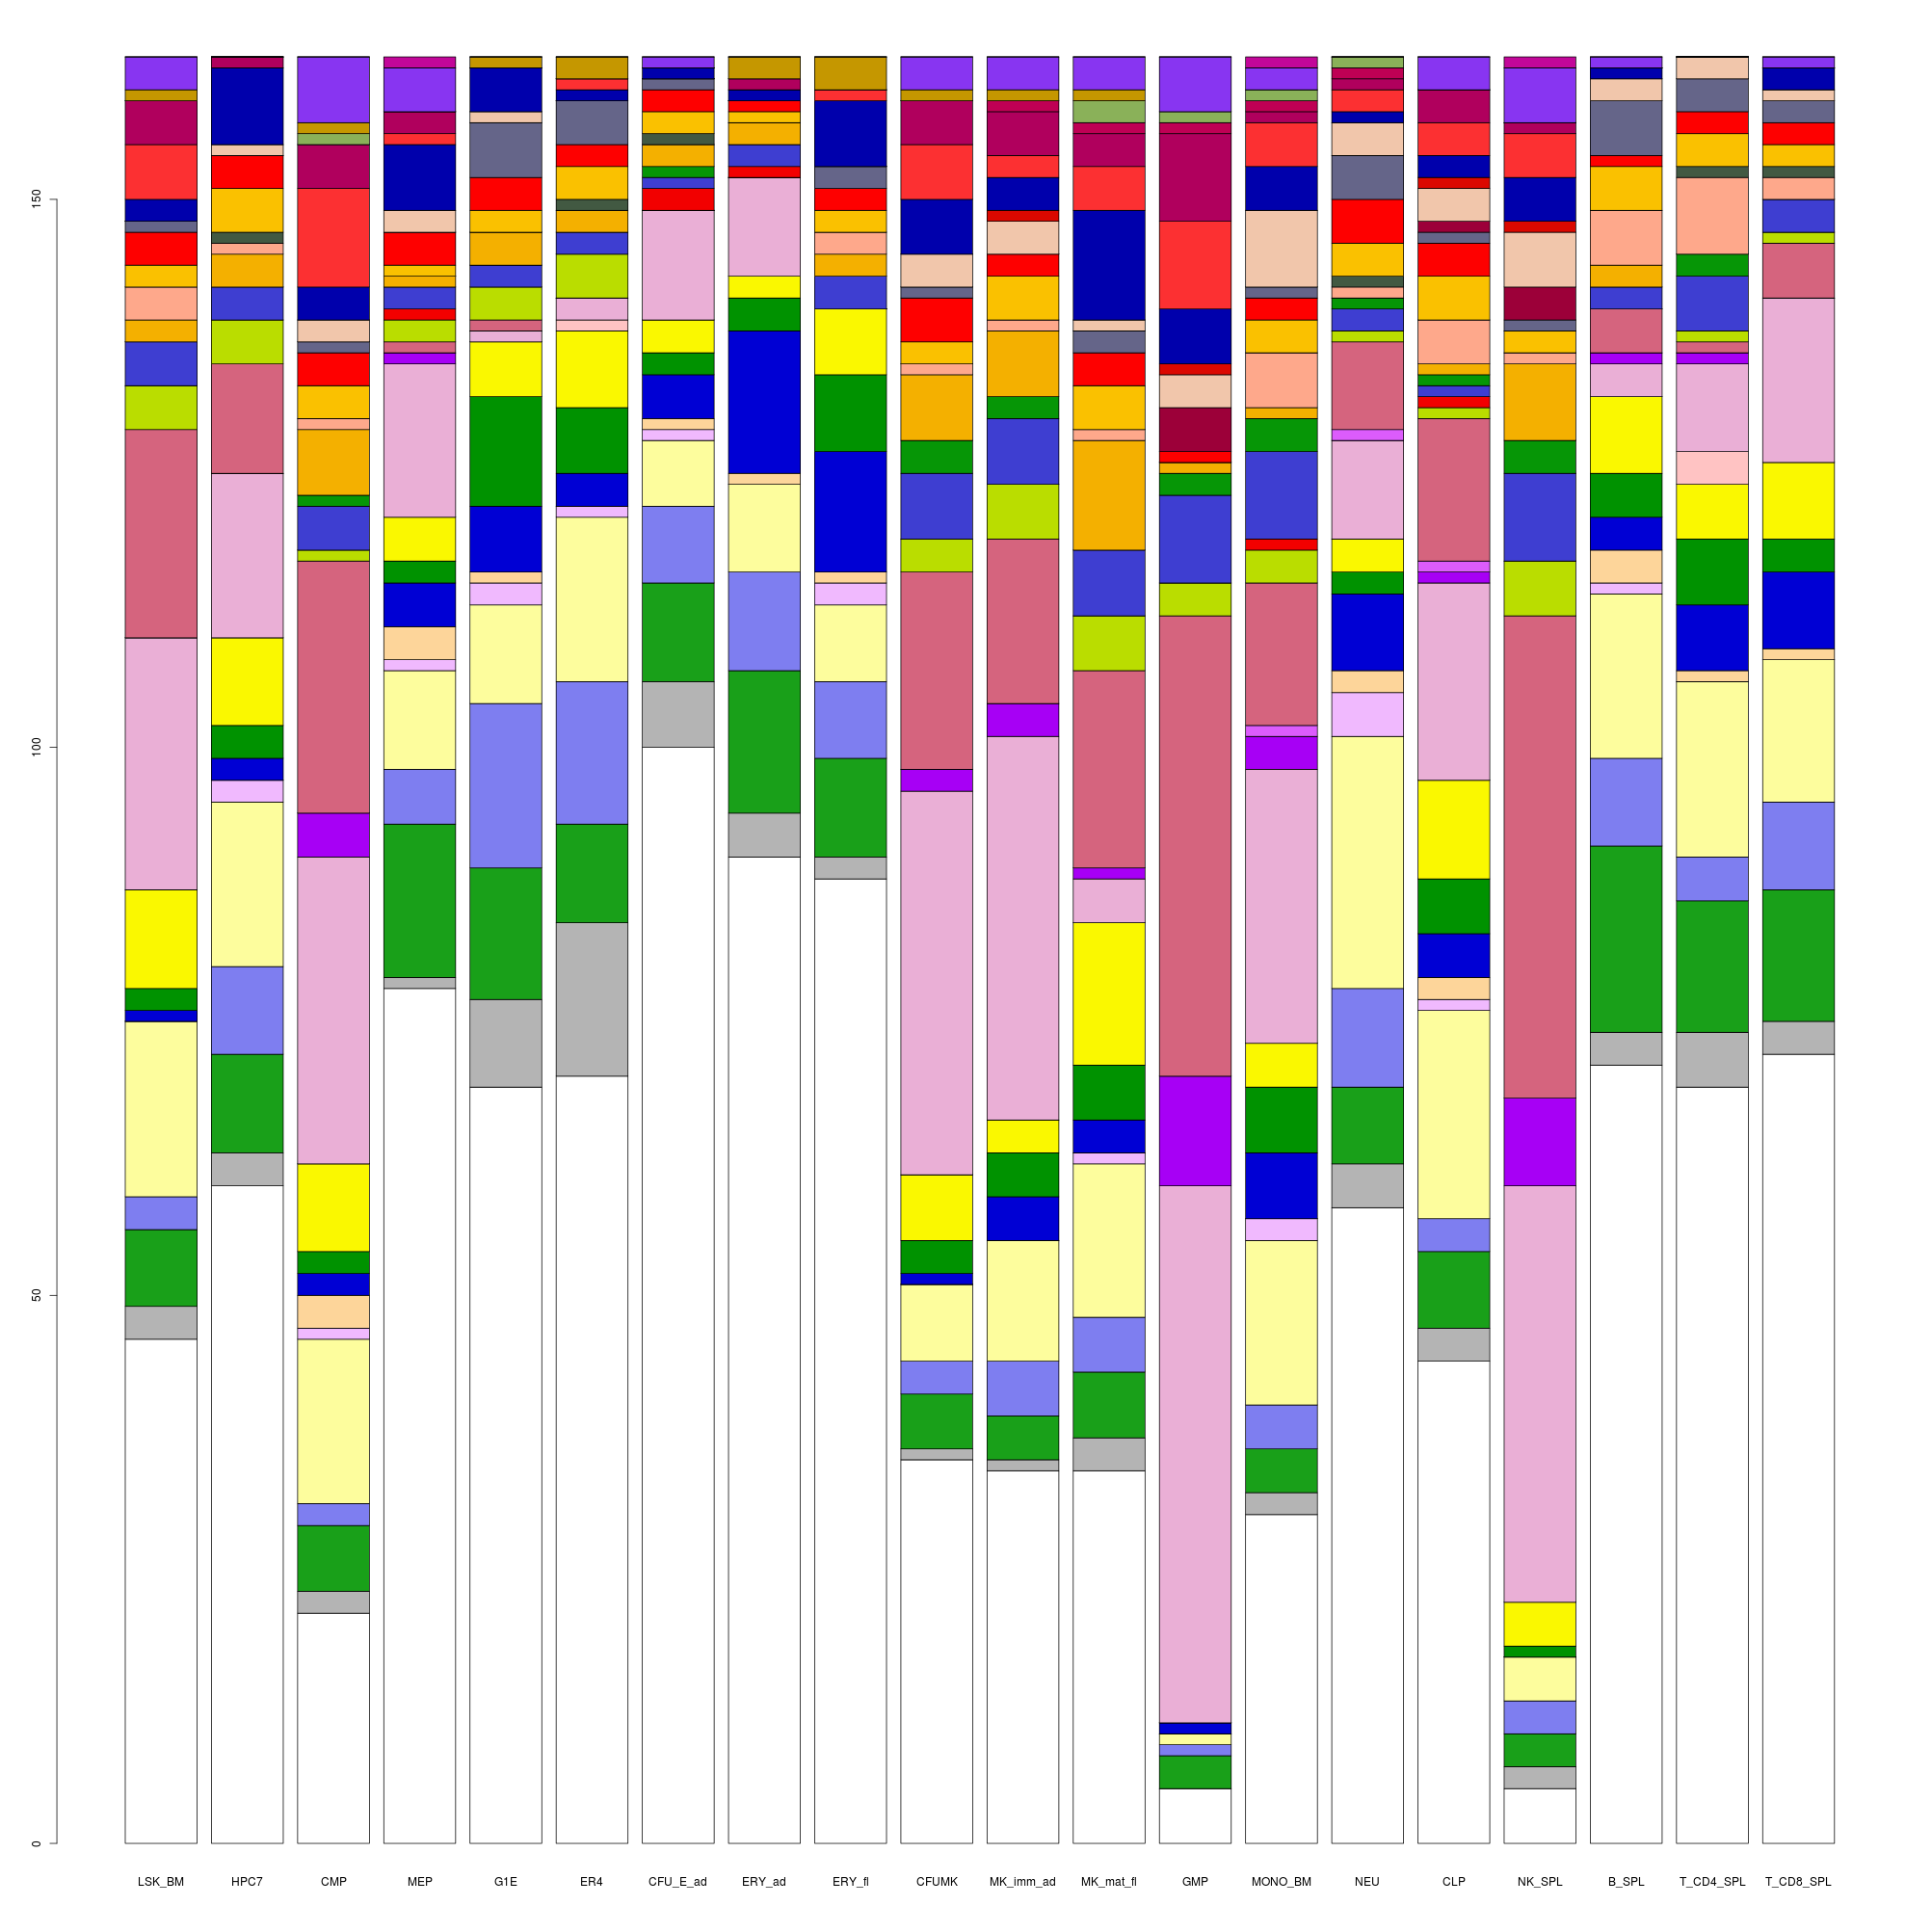 150
100
50
0
LSK_BM HPC7 CMP MEP G1E ER4 CFU_E_ad ERY_ad ERY_fl CFUMK MK_imm_ad MK_mat_fl GMP MONO_BM NEU CLP NK_SPL B_SPL T_CD4_SPL T_CD8_SPL